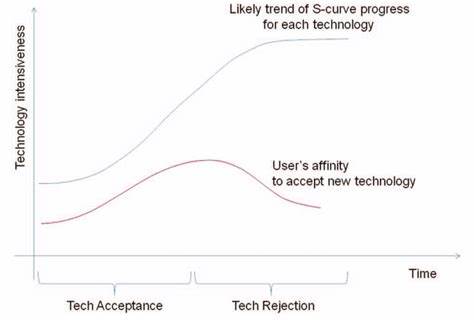 Likely trend of S-curve progress
for each technology
Technology intensiveness
User's affinity
to accept new technology
Time
Tech Acceptance
Tech Rejection